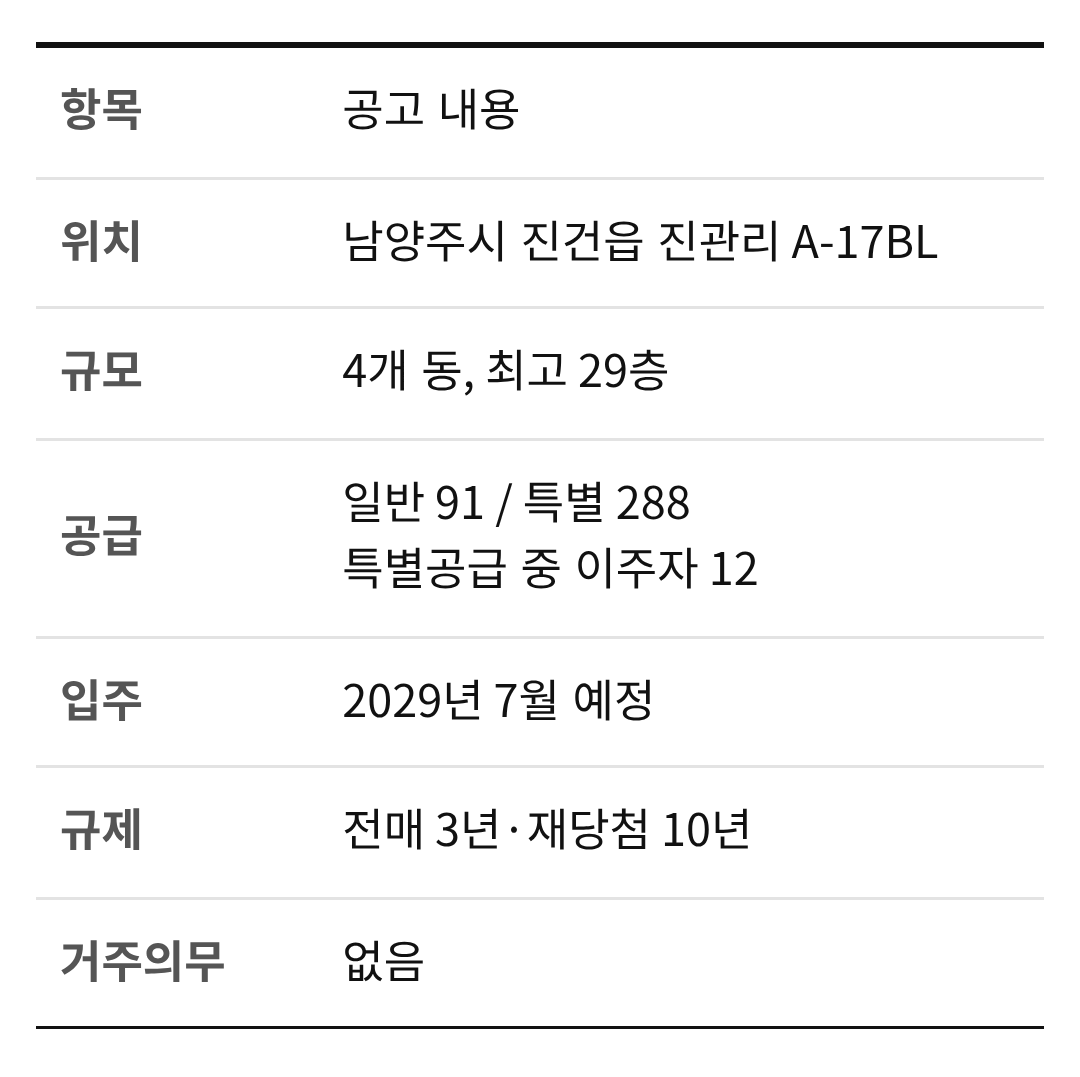 항목 공고 내용
위치 남양주시 진건읍 진관리 A-17BL
규모 4개 동, 최고 29층
공급 일반 91 / 특별 288
특별공급 중 이주자 12
입주 2029년 7월 예정
규제 전매 3년·재당첨 10년
거주의무 없음